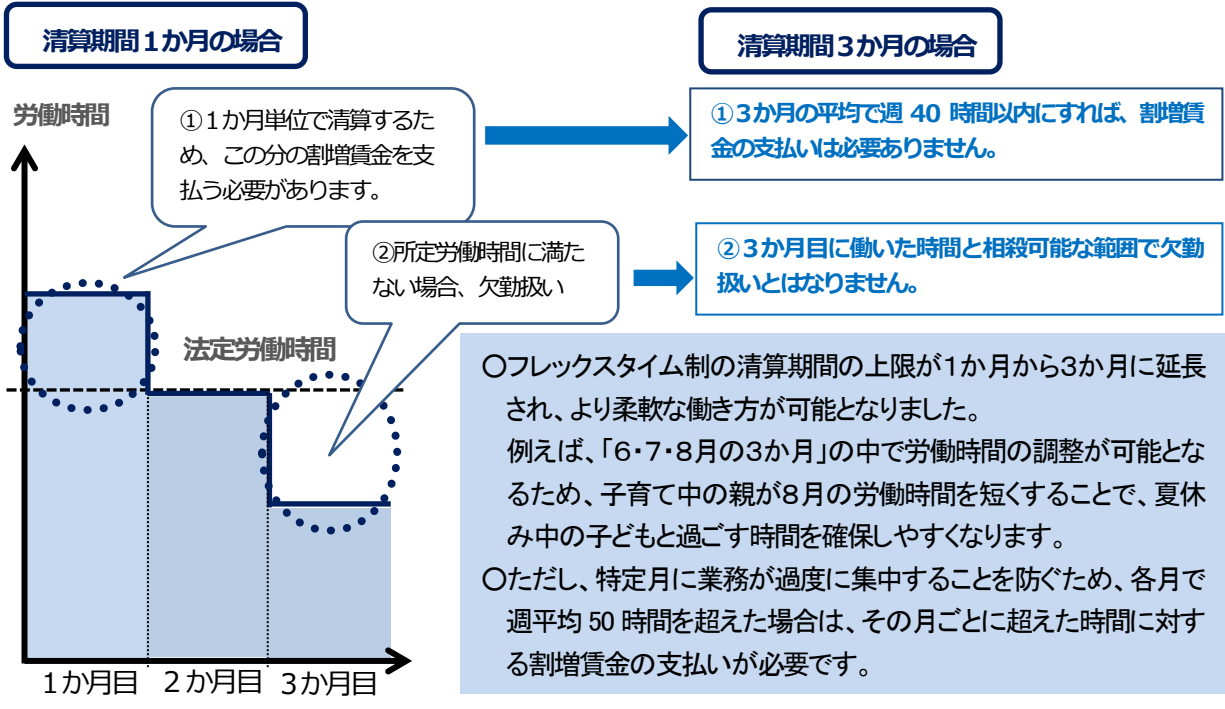 清算期間１か月の場合
清算期間３か月の場合
労働時間
①１か月単位で清算するた
め、この分の割増賃金を支
払う必要があります。
①３か月の平均で週 40 時間以内にすれば、割増賃
金の支払いは必要ありません。
②所定労働時間に満た
ない場合、欠勤扱い
②３か月目に働いた時間と相殺可能な範囲で欠勤
扱いとはなりません。
法定労働時間
○フレックスタイム制の清算期間の上限が１か月から３か月に延長
され、より柔軟な働き方が可能となりました。
例えば、「６・７・８月の３か月」の中で労働時間の調整が可能とな
るため、子育て中の親が８月の労働時間を短くすることで、夏休
み中の子どもと過ごす時間を確保しやすくなります。
○ただし、特定月に業務が過度に集中することを防ぐため、各月で
週平均 50 時間を超えた場合は、その月ごとに超えた時間に対す
る割増賃金の支払いが必要です。
１か月目
２か月目
３か月目